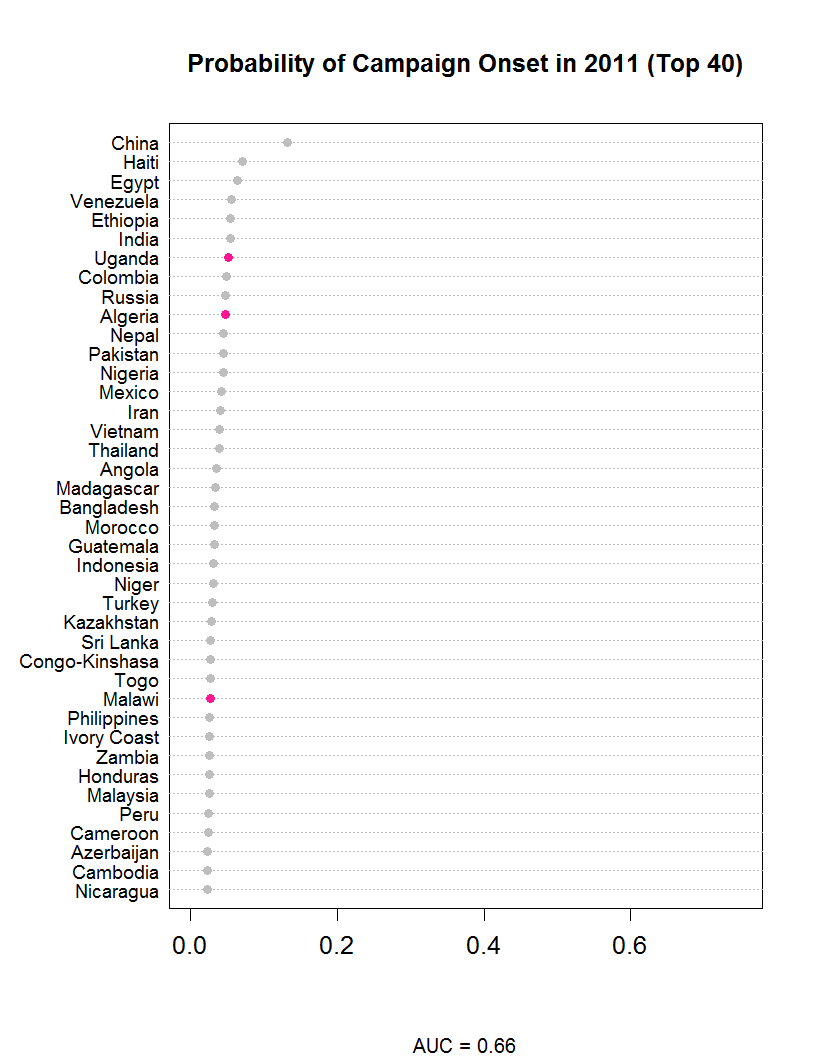 Probability of Campaign Onset in 2011 (Top 40)
China
Haiti
Egypt
Venezuela
Ethiopia
India
Uganda
Colombia
Russia
Algeria
Nepal
Pakistan
Nigeria
Mexico
Iran
Vietnam
Thailand
Angola
Madagascar
Bangladesh
Morocco
Guatemala
Indonesia
Niger
Turkey
Kazakhstan
Sri Lanka
Congo-Kinshasa
Togo
Malawi
Philippines
Ivory Coast
Zambia
Honduras
Malaysia
Peru
Cameroon
Azerbaijan
Cambodia
Nicaragua
0.0 0.2 0.4 0.6
AUC = 0.66